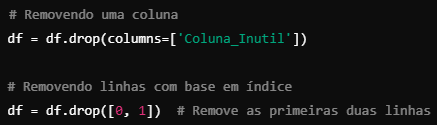 # Removendo uma coluna
df = df.drop(columns=['Coluna_Inutil'])
# Removendo linhas com base em índice
df = df.drop([0, 1])  # Remove as primeiras duas linhas